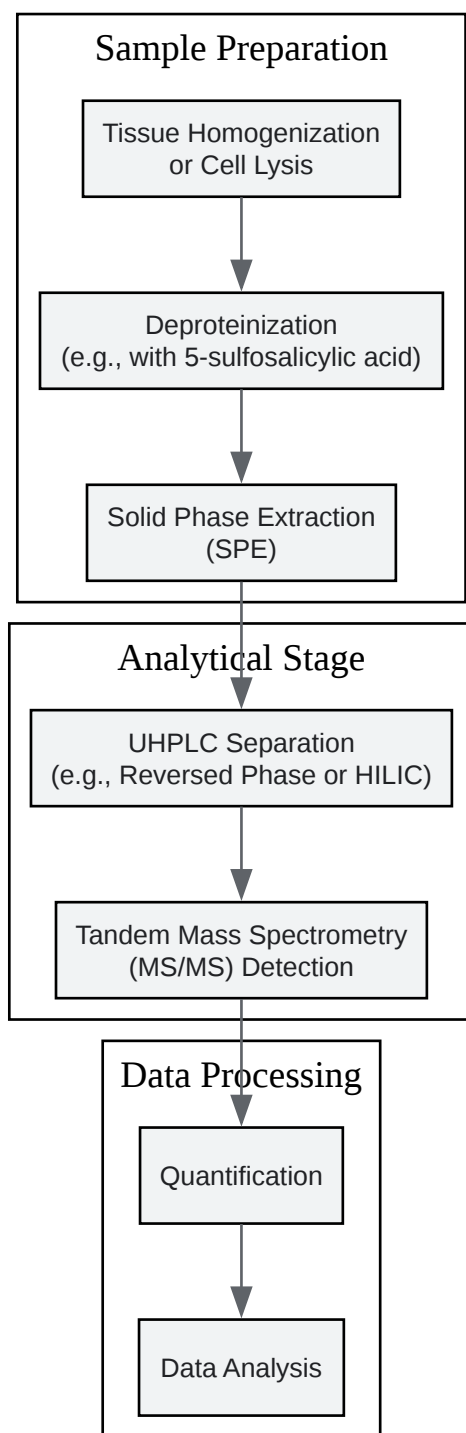 Sample Preparation
Tissue Homogenization
or Cell Lysis
Deproteinization
(e.g., with 5-sulfosalicylic acid)
Solid Phase Extraction
(SPE)
Analytical Stage
UHPLC Separation
(e.g., Reversed Phase or HILIC)
Tandem Mass Spectrometry
(MS/MS) Detection
Data Processing
Quantification
Data Analysis